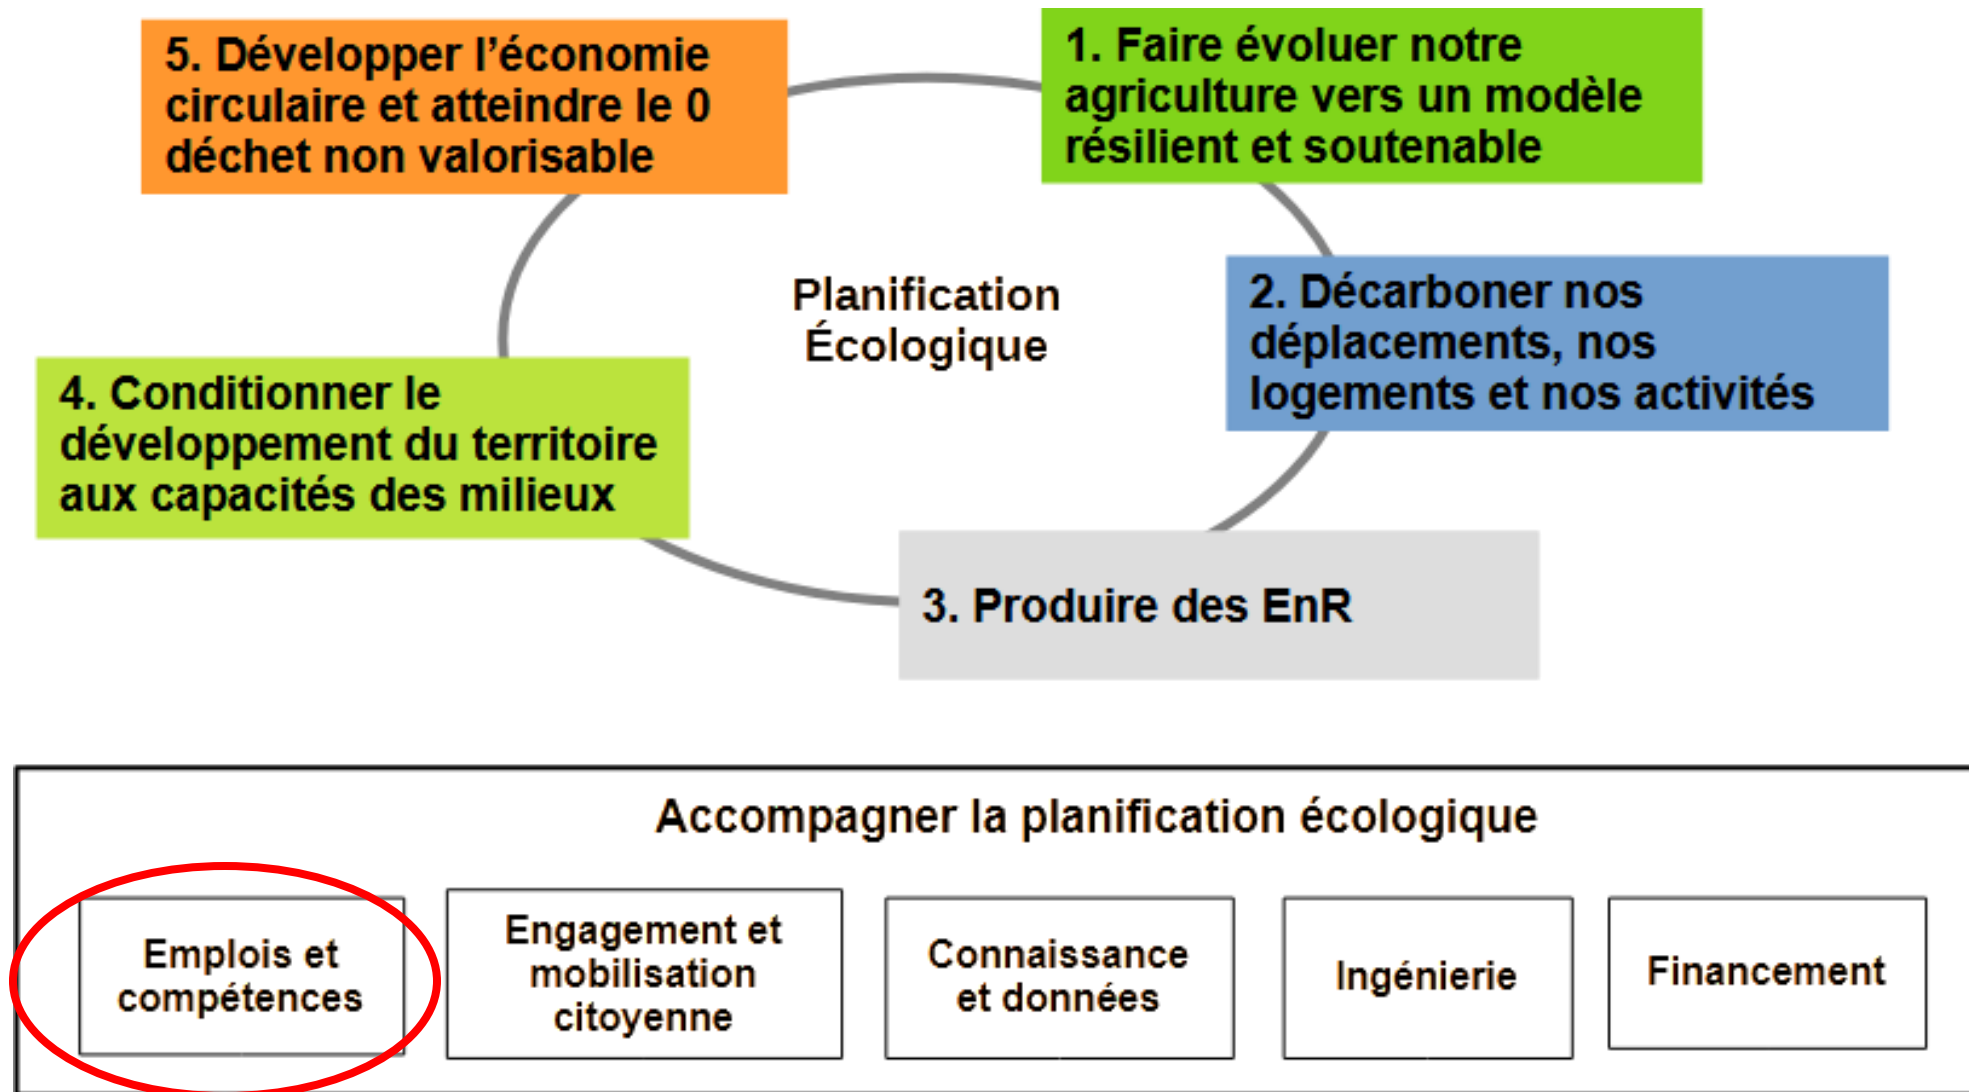 5. Développer l’économie
circulaire et atteindre le 0
déchet non valorisable
1. Faire évoluer notre
agriculture vers un modèle
résilient et soutenable
Planification
Écologique
2. Décarboner nos
déplacements, nos
logements et nos activités
4. Conditionner le
développement du territoire
aux capacités des milieux
3. Produire des EnR
Accompagner la planification écologique
Emplois et
compétences
Engagement et
mobilisation
citoyenne
Connaissance
et données
Ingénierie
Financement